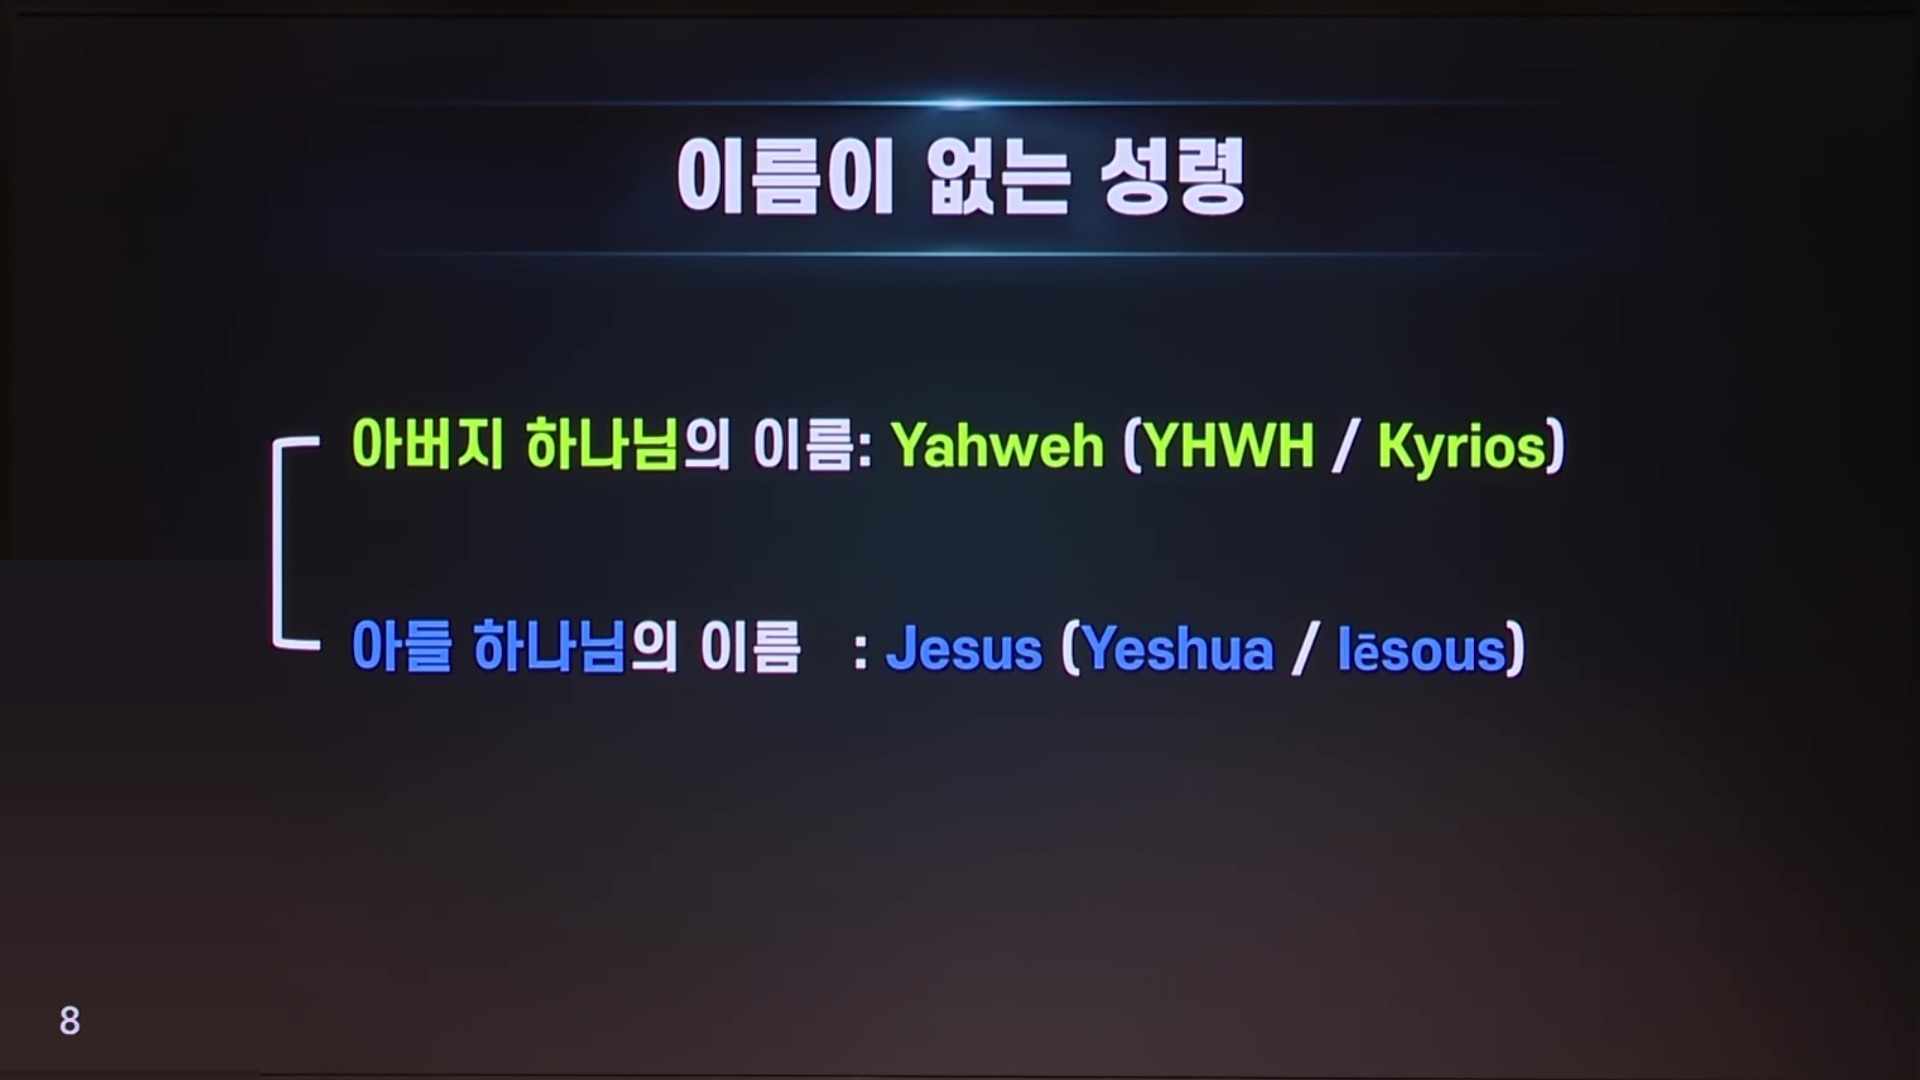 이름이 없는 성령
아버지 하나님의 이름: Yahweh (YHWH / Kyrios)
아들 하나님의 이름 : Jesus (Yeshua / Iēsous)
8